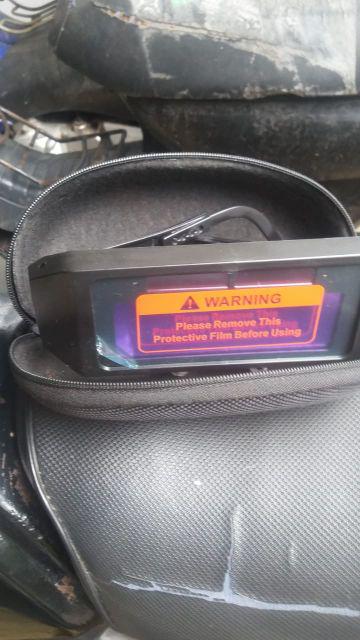 WARNING
Please Remove This
Protective Film Before Using